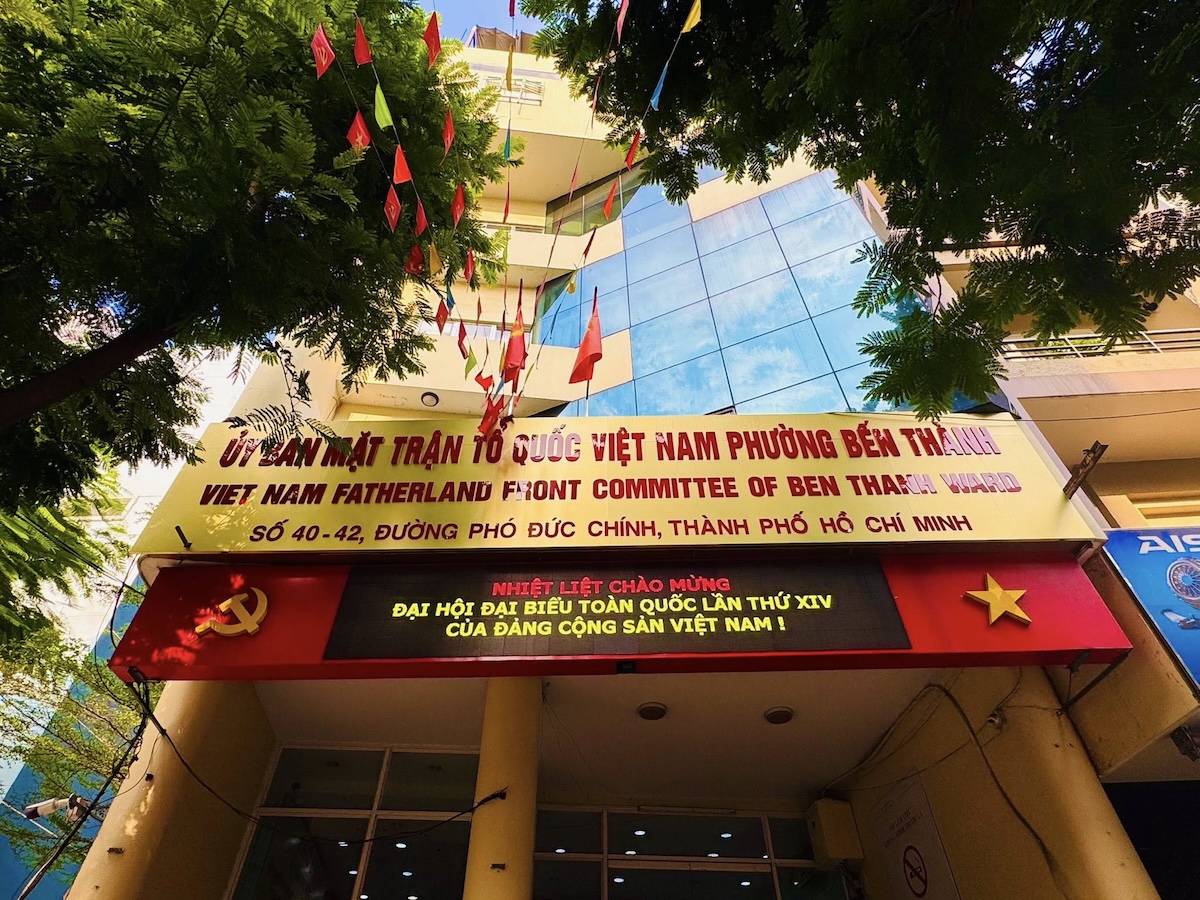 ỦY BAN MẶT TRẬN TỔ QUỐC VIỆT NAM PHƯỜNG BẾN THÀNH
VIET NAM FATHERLAND FRONT COMMITTEE OF BEN THANH WARD
SỐ 40 - 42, ĐƯỜNG PHÓ ĐỨC CHÍNH, THÀNH PHỐ HỒ CHÍ MINH
NHIỆT LIỆT CHÀO MỪNG
ĐẠI HỘI ĐẠI BIỂU TOÀN QUỐC LẦN THỨ XIV
CỦA ĐẢNG CỘNG SẢN VIỆT NAM !